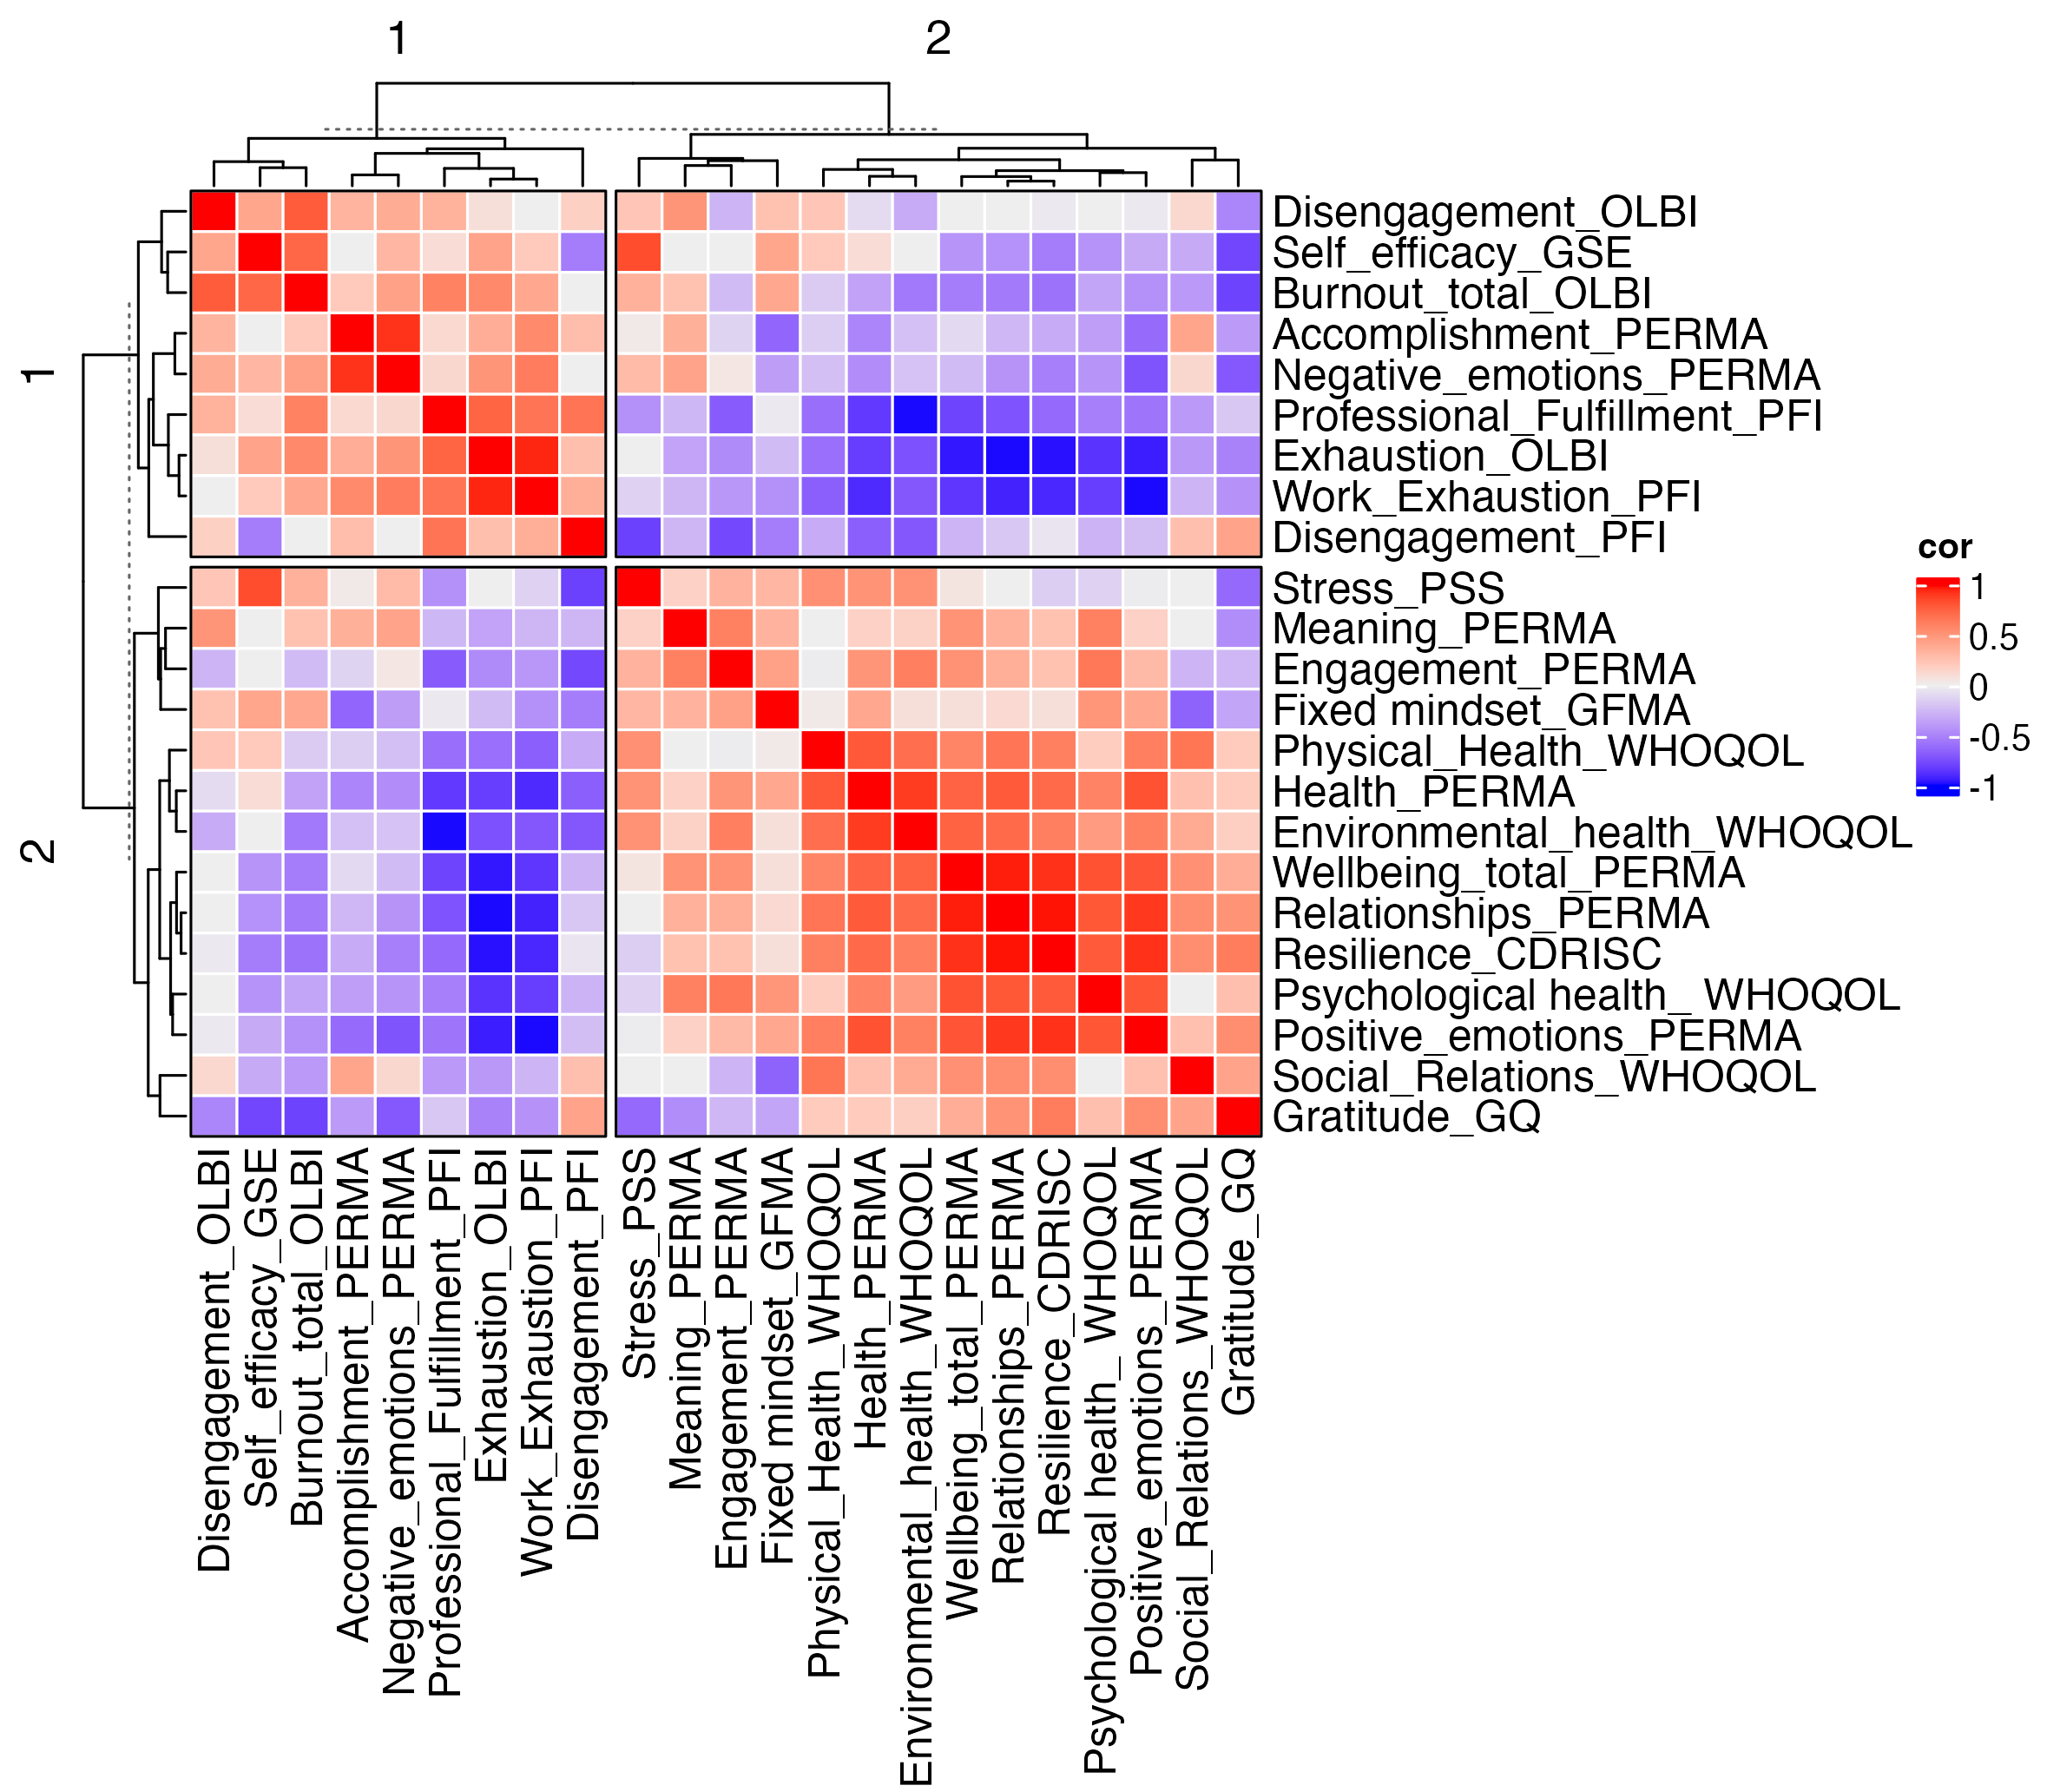 1
2
1
2
Disengagement_OLBI
Self_efficacy_GSE
Burnout_total_OLBI
Accomplishment_PERMA
Negative_emotions_PERMA
Professional_Fulfillment_PFI
Exhaustion_OLBI
Work_Exhaustion_PFI
Disengagement_PFI
Stress_PSS
Meaning_PERMA
Engagement_PERMA
Fixed mindset_GFMA
Physical_Health_WHOQOL
Health_PERMA
Environmental_health_WHOQOL
Wellbeing_total_PERMA
Relationships_PERMA
Resilience_CDRISC
Psychological health_ WHOQOL
Positive_emotions_PERMA
Social_Relations_WHOQOL
Gratitude_GQ
cor
1
0.5
0
-0.5
-1
Disengagement_OLBI
Self_efficacy_GSE
Burnout_total_OLBI
Accomplishment_PERMA
Negative_emotions_PERMA
Professional_Fulfillment_PFI
Exhaustion_OLBI
Work_Exhaustion_PFI
Disengagement_PFI
Stress_PSS
Meaning_PERMA
Engagement_PERMA
Fixed mindset_GFMA
Physical_Health_WHOQOL
Health_PERMA
Environmental_health_WHOQOL
Wellbeing_total_PERMA
Relationships_PERMA
Resilience_CDRISC
Psychological health_ WHOQOL
Positive_emotions_PERMA
Social_Relations_WHOQOL
Gratitude_GQ